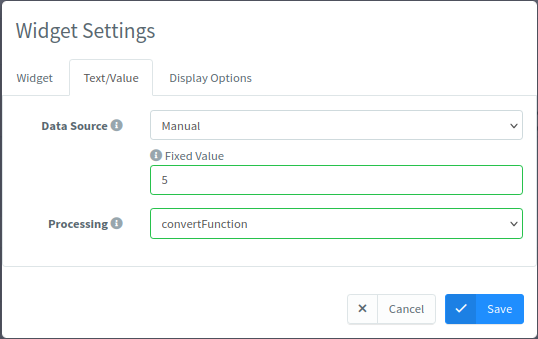 Widget Settings
Widget Text/Value Display Options
Data Source Manual
Fixed Value
5
Processing convertFunction
Cancel Save